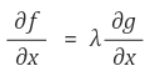 ∂f/∂x = λ ∂g/∂x